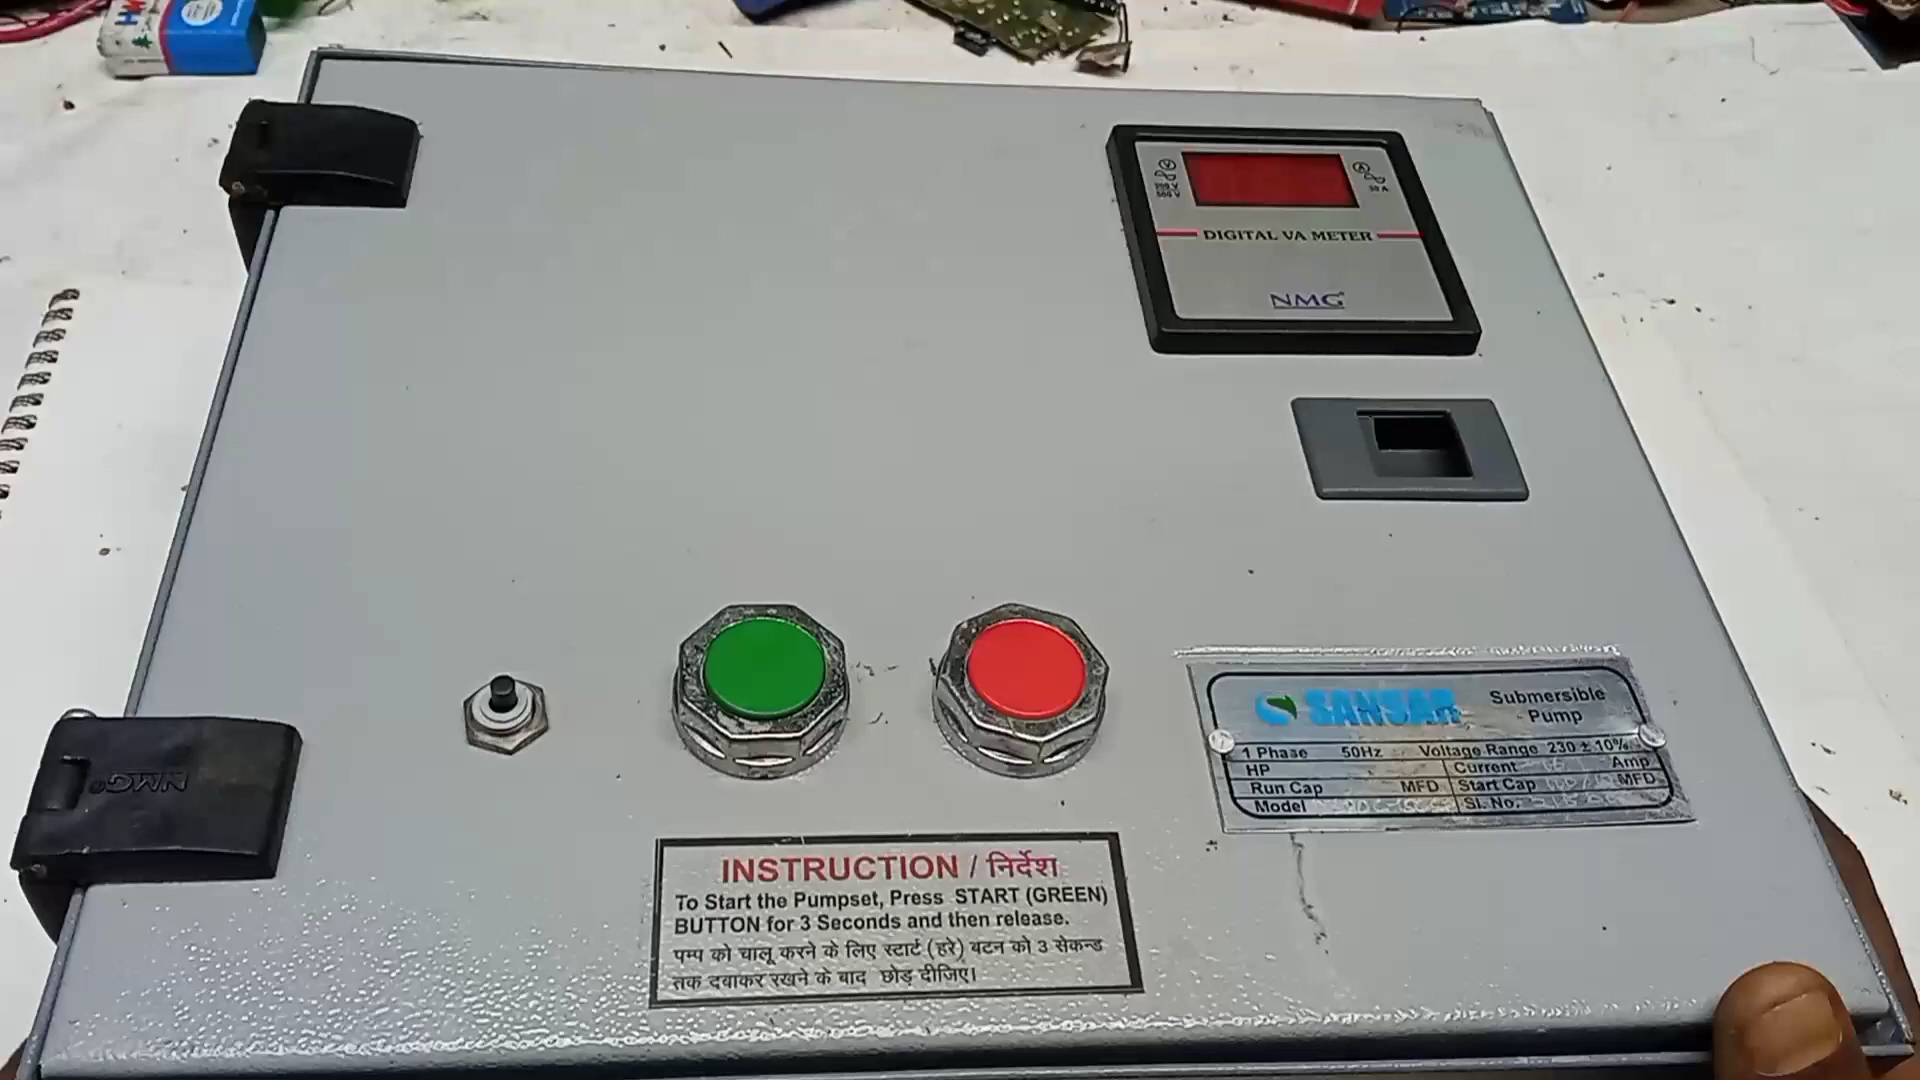 DIGITAL VA METER
NMG
30 A
SANSAR
Submersible
Pump
1 Phase 50Hz Voltage Range 230 ± 10%
HP Current Amp
Run Cap MFD Start Cap MFD
Model Sl. No.
NMG
INSTRUCTION / निर्देश
To Start the Pumpset, Press START (GREEN)
BUTTON for 3 Seconds and then release.
पम्प को चालू करने के लिए स्टार्ट (हरे) बटन को 3 सेकन्ड
तक दबाकर रखने के बाद छोड़ दीजिए।